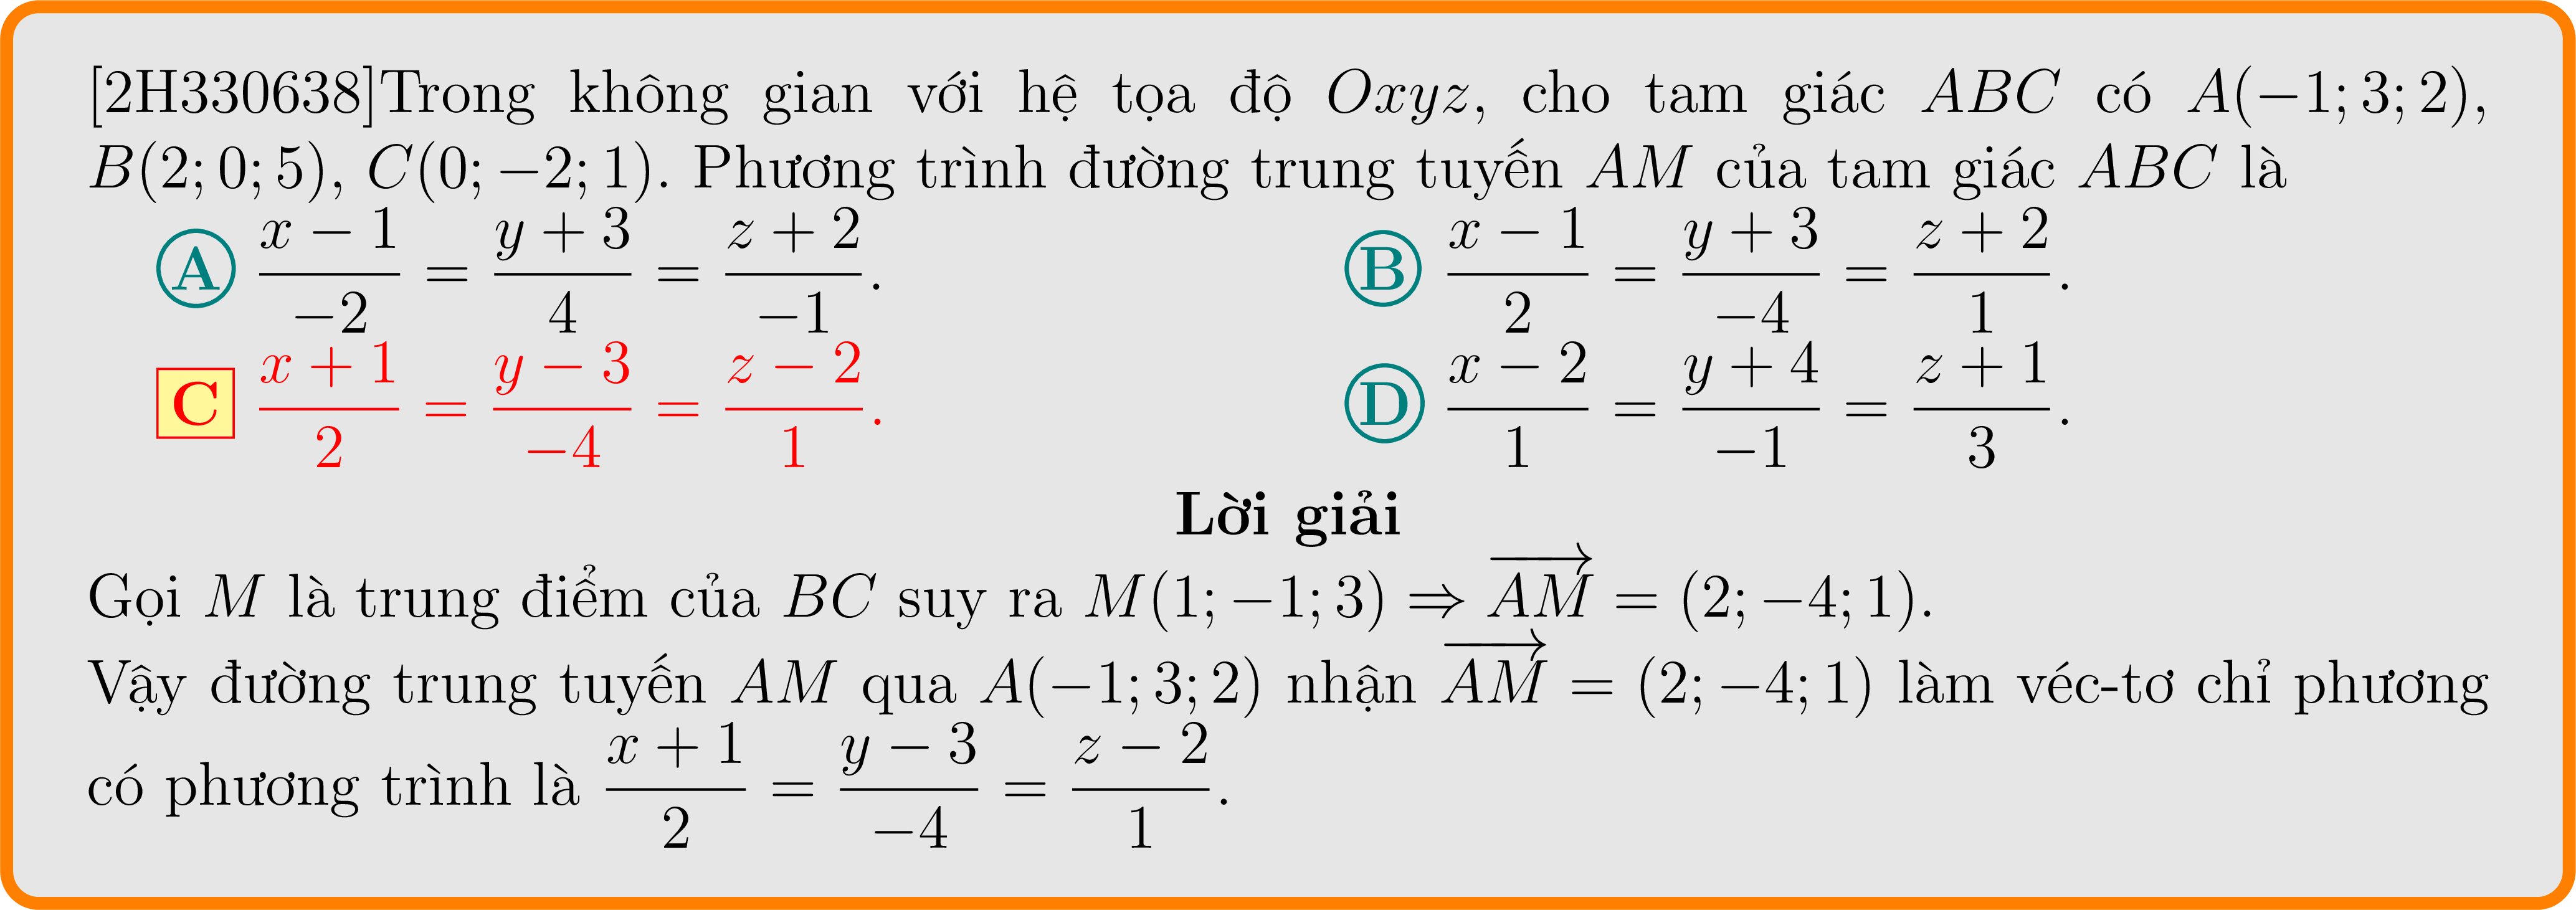 [2H330638]Trong không gian với hệ tọa độ $Oxyz$, cho tam giác $ABC$ có $A(-1;3;2)$,
$B(2;0;5)$, $C(0;-2;1)$. Phương trình đường trung tuyến $AM$ của tam giác $ABC$ là
A $\frac{x-1}{-2}=\frac{y+3}{4}=\frac{z+2}{-1}$. B $\frac{x-1}{2}=\frac{y+3}{-4}=\frac{z+2}{1}$.
C $\frac{x+1}{2}=\frac{y-3}{-4}=\frac{z-2}{1}$. D $\frac{x-2}{1}=\frac{y+4}{-1}=\frac{z+1}{3}$.
Lời giải
Gọi $M$ là trung điểm của $BC$ suy ra $M(1;-1;3) \Rightarrow \overrightarrow{AM}=(2;-4;1)$.
Vậy đường trung tuyến $AM$ qua $A(-1;3;2)$ nhận $\overrightarrow{AM}=(2;-4;1)$ làm véc-tơ chỉ phương
có phương trình là $\frac{x+1}{2}=\frac{y-3}{-4}=\frac{z-2}{1}$.